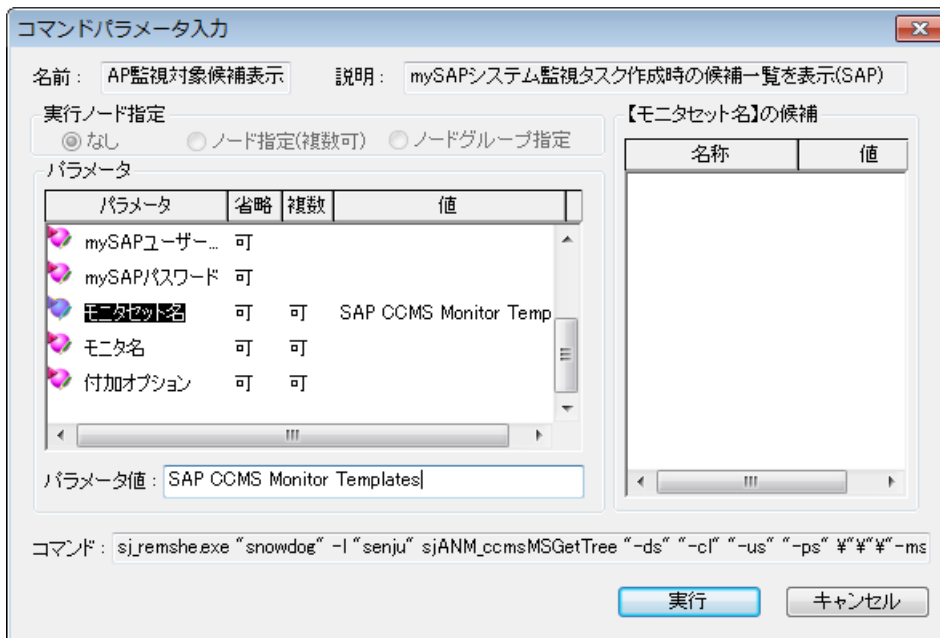 コマンドパラメータ入力
名前： AP監視対象候補表示 説明： mySAPシステム監視タスク作成時の候補一覧を表示(SAP)
実行ノード指定
なし ノード指定(複数可) ノードグループ指定
【モニタセット名】の候補
名称 値
パラメータ
パラメータ 省略 複数 値
mySAPユーザー... 可
mySAPパスワード 可
モニタセット名 可 可 SAP CCMS Monitor Temp
モニタ名 可 可
付加オプション 可 可
パラメータ値： SAP CCMS Monitor Templates
コマンド： sj_remshe.exe "snowdog" -l "senju" sjANM_ccmsMSGetTree "-ds" "-cl" "-us" "-ps" ¥"¥"¥"-ms
実行 キャンセル